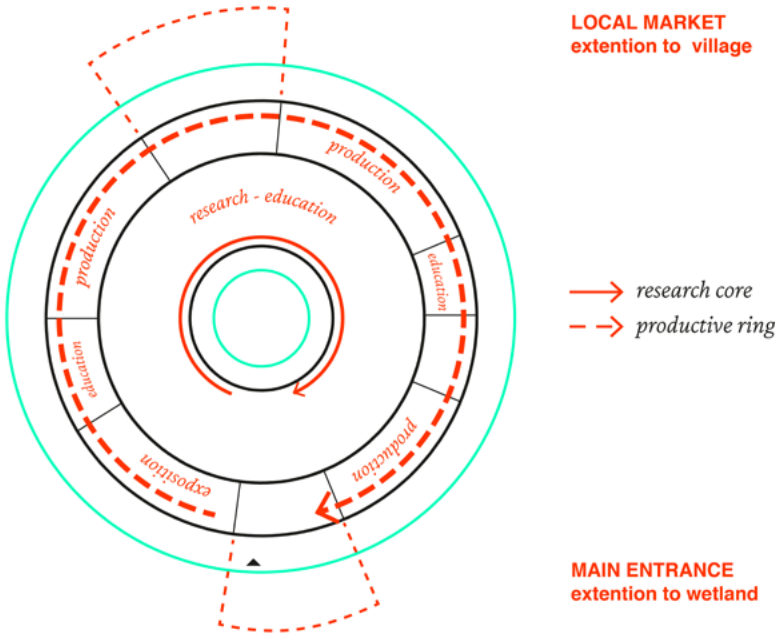 LOCAL MARKET
extention to village
production
research - education
production
education
research core
productive ring
education
production
exposition
MAIN ENTRANCE
extention to wetland